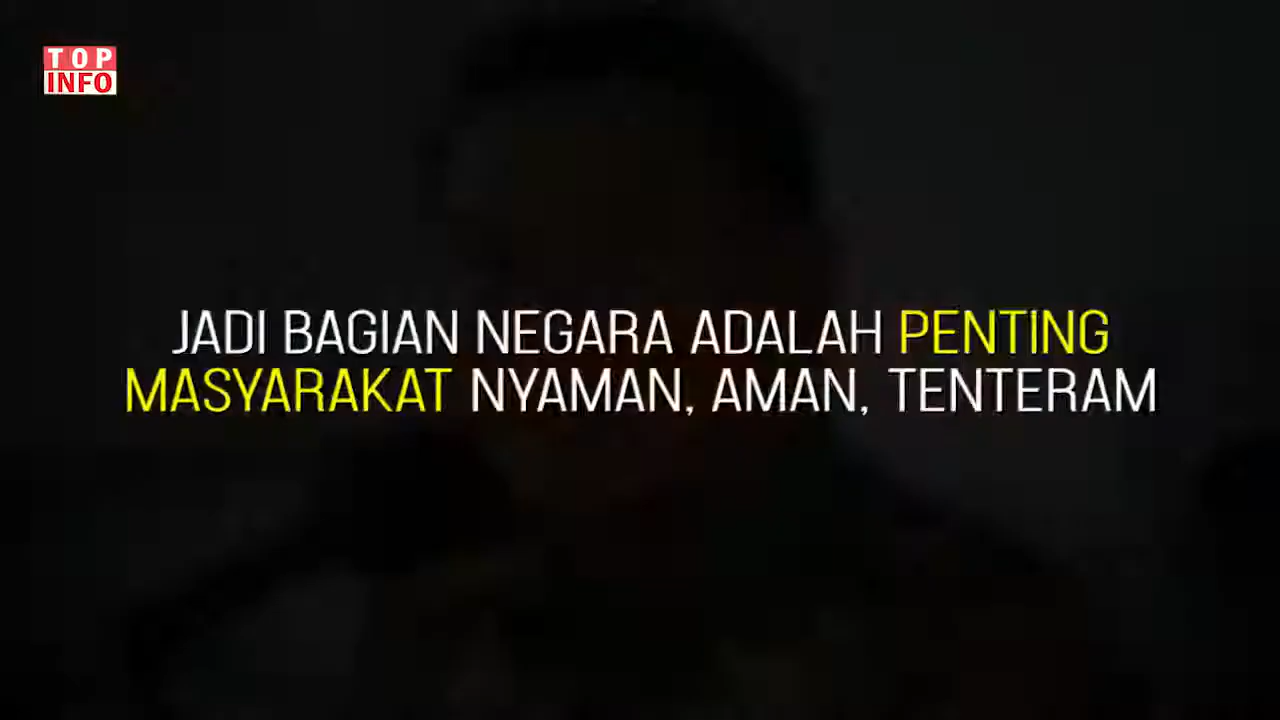 TOP
INFO
JADI BAGIAN NEGARA ADALAH PENTING
MASYARAKAT NYAMAN, AMAN, TENTERAM